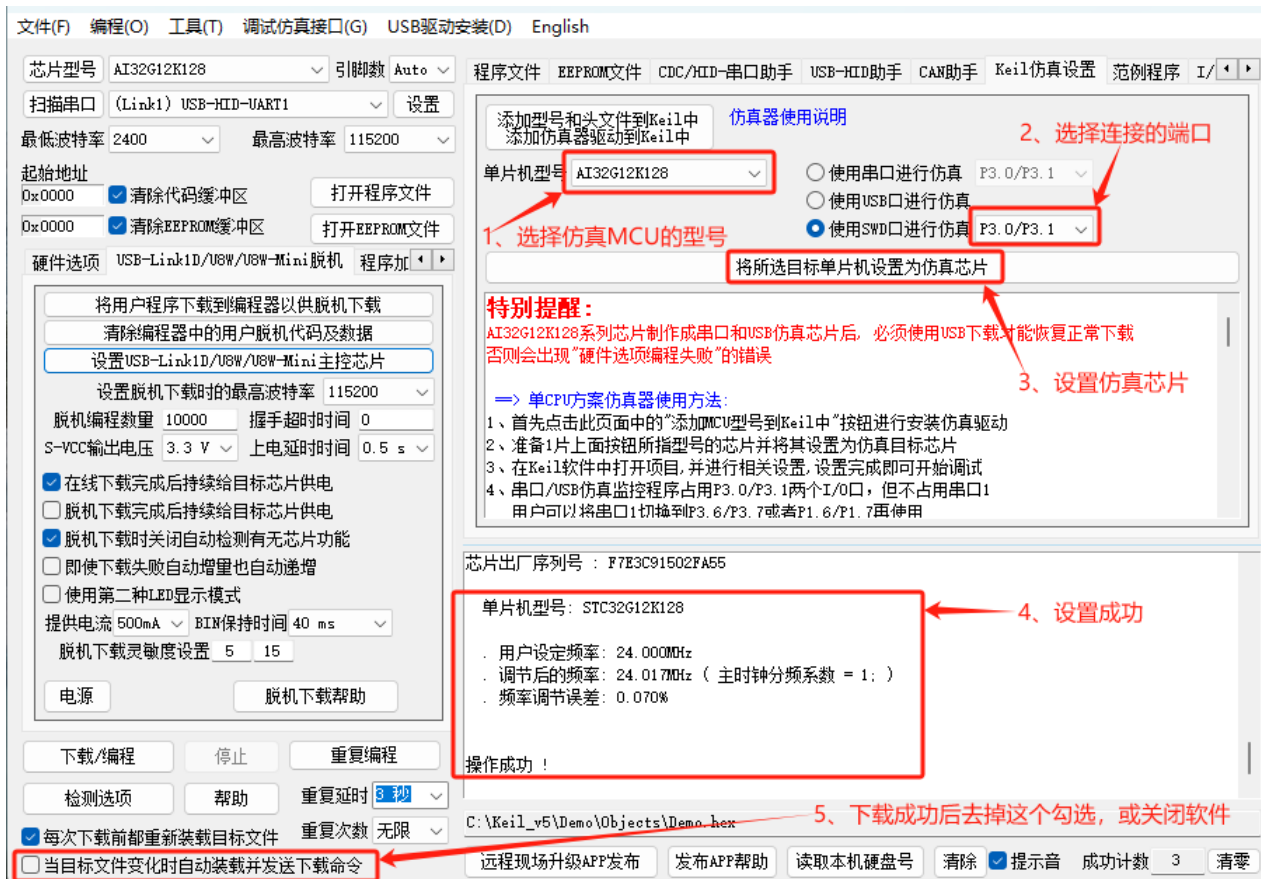 文件(F) 编程(O) 工具(T) 调试仿真接口(G) USB驱动安装(D) English
芯片型号 AI32G12K128 引脚数 Auto
扫描串口 (Link1) USB-HID-UART1 设置
最低波特率 2400 最高波特率 115200
起始地址
0x0000 清除代码缓冲区 打开程序文件
0x0000 清除EEPROM缓冲区 打开EEPROM文件
硬件选项 USB-Link1D/U8W/U8W-Mini脱机 程序加
将用户程序下载到编程器以供脱机下载
清除编程器中的用户脱机代码及数据
设置USB-Link1D/U8W/U8W-Mini主控芯片
设置脱机下载时的最高波特率 115200
脱机编程数量 10000 握手超时时间 0
S-VCC输出电压 3.3 V 上电延时时间 0.5 s
在线下载完成后持续给目标芯片供电
脱机下载完成后持续给目标芯片供电
脱机下载时关闭自动检测有无芯片功能
即使下载失败自动增量也自动递增
使用第二种LED显示模式
提供电流 500mA BIN保持时间 40 ms
脱机下载灵敏度设置 5 15
电源 脱机下载帮助
下载/编程 停止 重复编程
检测选项 帮助 重复延时 3 秒
每次下载前都重新装载目标文件 重复次数 无限
当目标文件变化时自动装载并发送下载命令
程序文件 EEPROM文件 CDC/HID-串口助手 USB-HID助手 CAN助手 Keil仿真设置 范例程序 I/
添加型号和头文件到Keil中
添加仿真器驱动到Keil中
仿真器使用说明
2、选择连接的端口
单片机型号 AI32G12K128 使用串口进行仿真 P3.0/P3.1
使用USB口进行仿真
1、选择仿真MCU的型号
使用SWD口进行仿真 P3.0/P3.1
将所选目标单片机设置为仿真芯片
特别提醒:
AI32G12K128系列芯片制作成串口和USB仿真芯片后, 必须使用USB下载才能恢复正常下载
否则会出现"硬件选项编程失败"的错误
3、设置仿真芯片
==> 单CPU方案仿真器使用方法:
1、首先点击此页面中的"添加MCU型号到Keil中"按钮进行安装仿真驱动
2、准备1片上面按钮所指型号的芯片并将其设置为仿真目标芯片
3、在Keil软件中打开项目,并进行相关设置,设置完成即可开始调试
4、串口/USB仿真监控程序占用P3.0/P3.1两个I/O口，但不占用串口1
用户可以将串口1切换到P3.6/P3.7或者P1.6/P1.7再使用
芯片出厂序列号 : F7E3C91502FA55
单片机型号: STC32G12K128
4、设置成功
. 用户设定频率: 24.000MHz
. 调节后的频率: 24.017MHz ( 主时钟分频系数 = 1; )
. 频率调节误差: 0.070%
操作成功 !
C:\Keil_v5\Demo\Objects\Demo.hex
5、下载成功后去掉这个勾选，或关闭软件
远程现场升级APP发布 发布APP帮助 读取本机硬盘号 清除 提示音 成功计数 3 清零